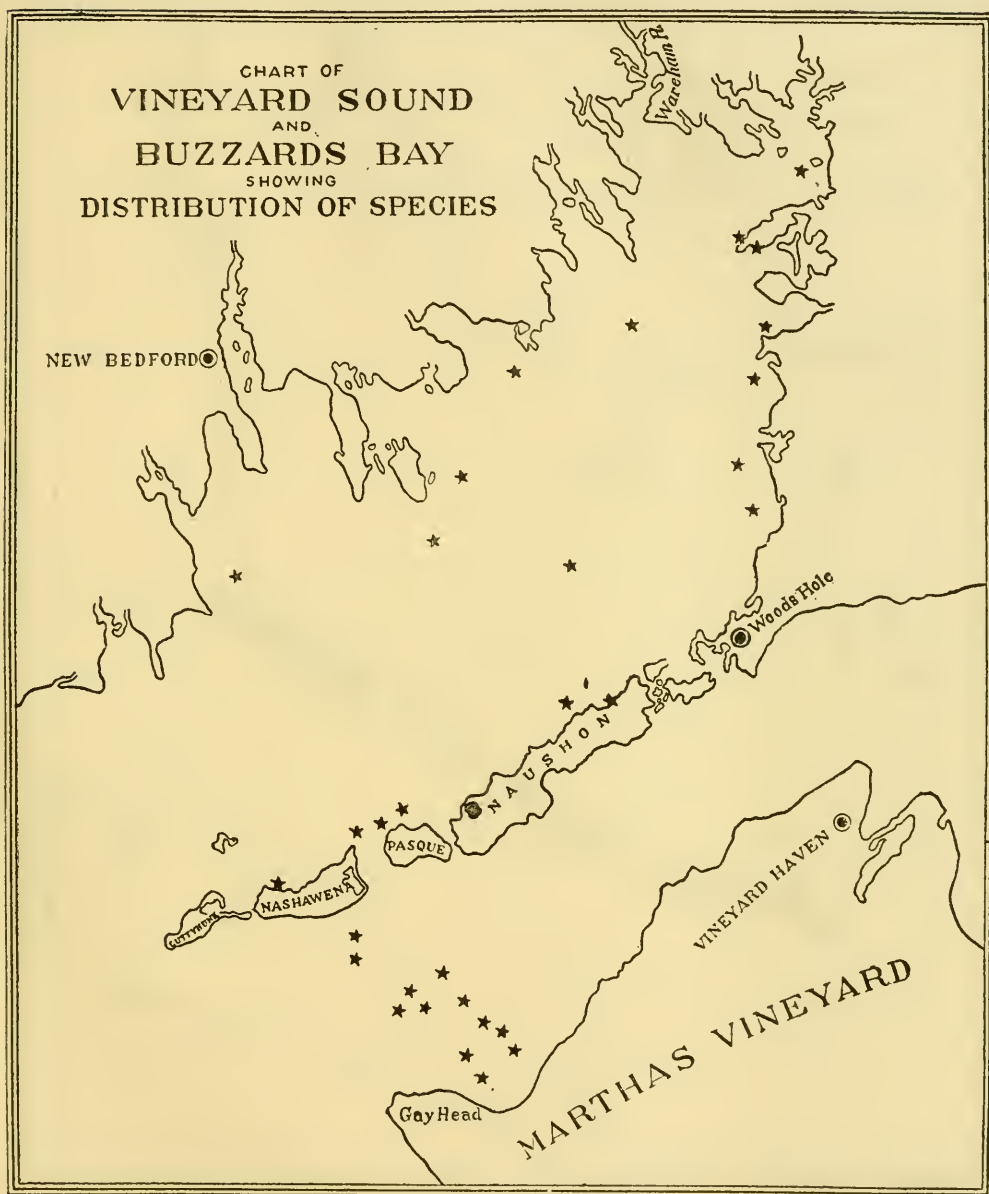 CHART OF
VINEYARD SOUND
AND
BUZZARDS BAY
SHOWING
DISTRIBUTION OF SPECIES
Wareham R.
NEW BEDFORD
Woods Hole
NAUSHON
PASQUE
NASHAWENA
CUTTYHUNK
VINEYARD HAVEN
MARTHAS VINEYARD
Gay Head